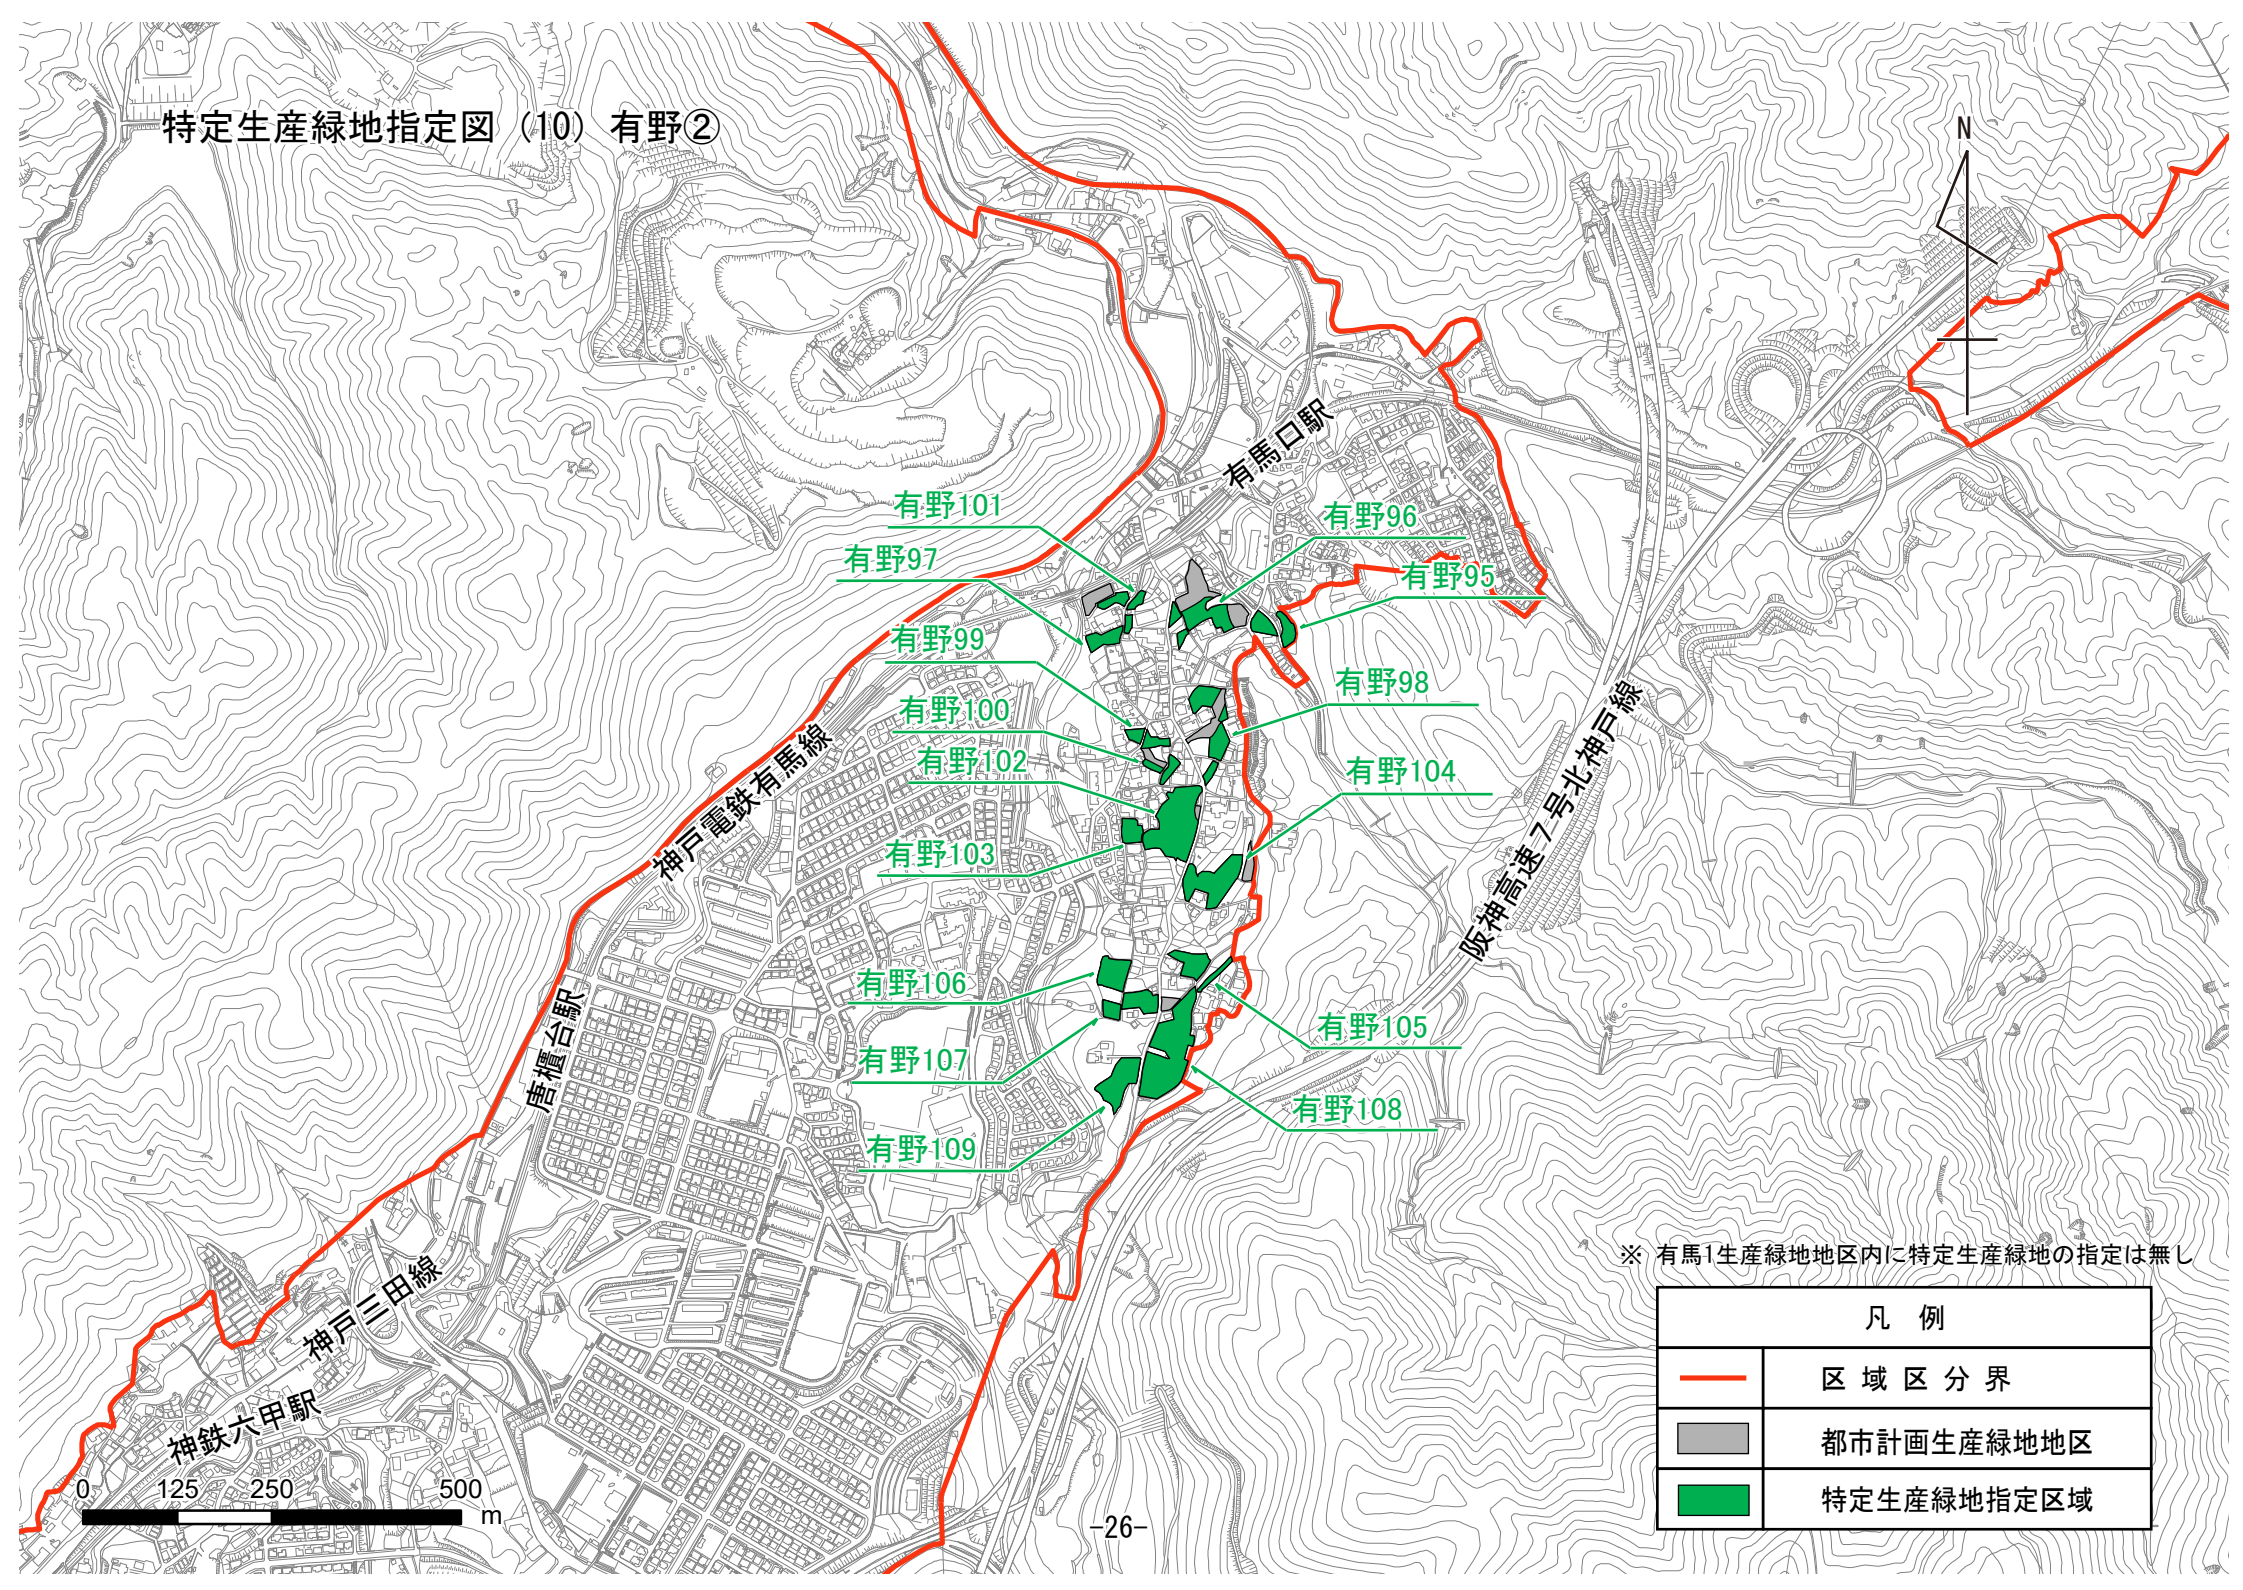 特定生産緑地指定図（10） 有野②
N
有馬口駅
有野101
有野96
有野97
有野95
有野99
有野98
有野100
有野102
有野104
有野103
神戸電鉄有馬線
阪神高速７号北神戸線
有野106
有野105
有野107
唐櫃台駅
有野108
有野109
神戸三田線
神鉄六甲駅
※ 有馬1生産緑地地区内に特定生産緑地の指定は無し
凡 例
区 域 区 分 界
都市計画生産緑地地区
特定生産緑地指定区域
0 125 250 500 m
-26-